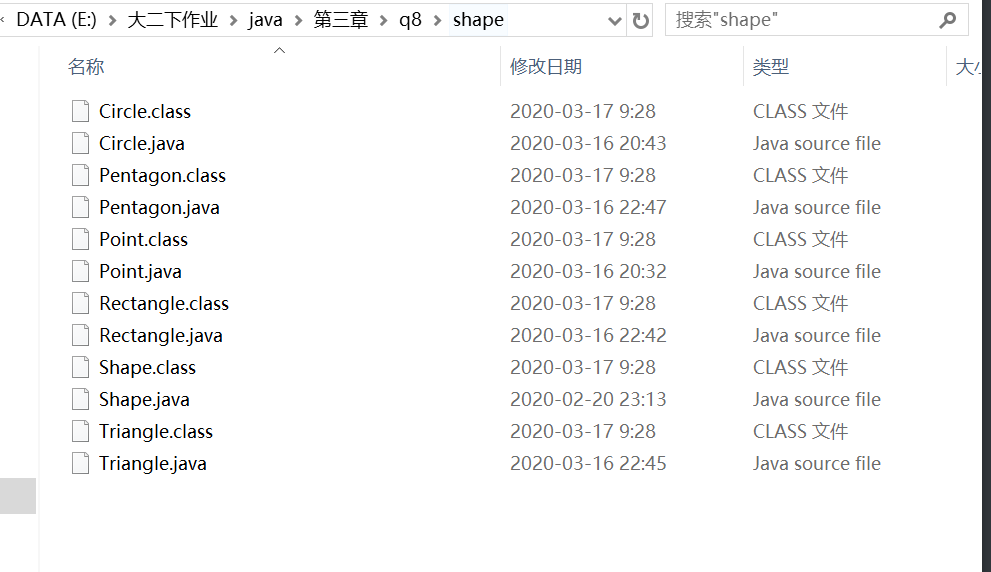 DATA (E:) › 大二下作业 › java › 第三章 › q8 › shape 搜索"shape"
名称 修改日期 类型 大小
Circle.class 2020-03-17 9:28 CLASS 文件
Circle.java 2020-03-16 20:43 Java source file
Pentagon.class 2020-03-17 9:28 CLASS 文件
Pentagon.java 2020-03-16 22:47 Java source file
Point.class 2020-03-17 9:28 CLASS 文件
Point.java 2020-03-16 20:32 Java source file
Rectangle.class 2020-03-17 9:28 CLASS 文件
Rectangle.java 2020-03-16 22:42 Java source file
Shape.class 2020-03-17 9:28 CLASS 文件
Shape.java 2020-02-20 23:13 Java source file
Triangle.class 2020-03-17 9:28 CLASS 文件
Triangle.java 2020-03-16 22:45 Java source file